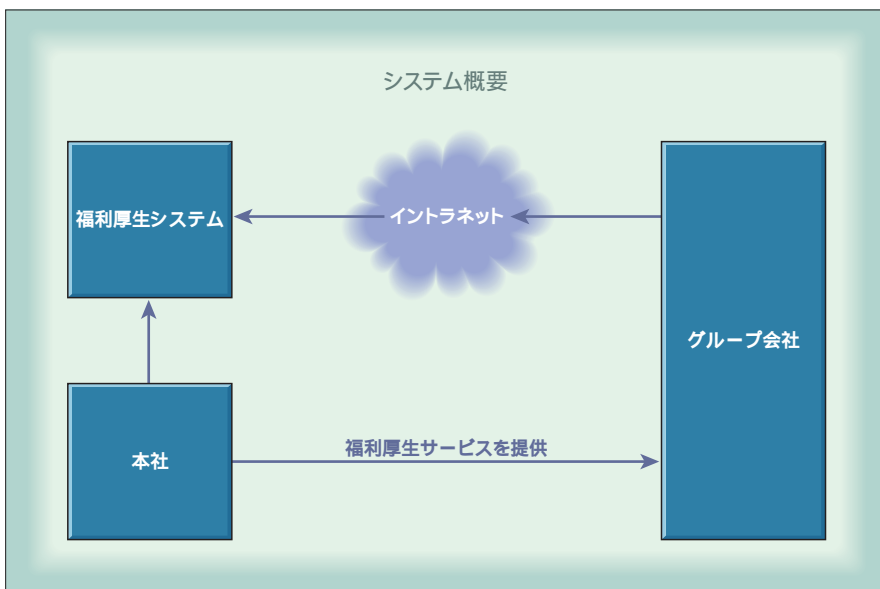 システム概要
福利厚生システム
イントラネット
グループ会社
本社
福利厚生サービスを提供